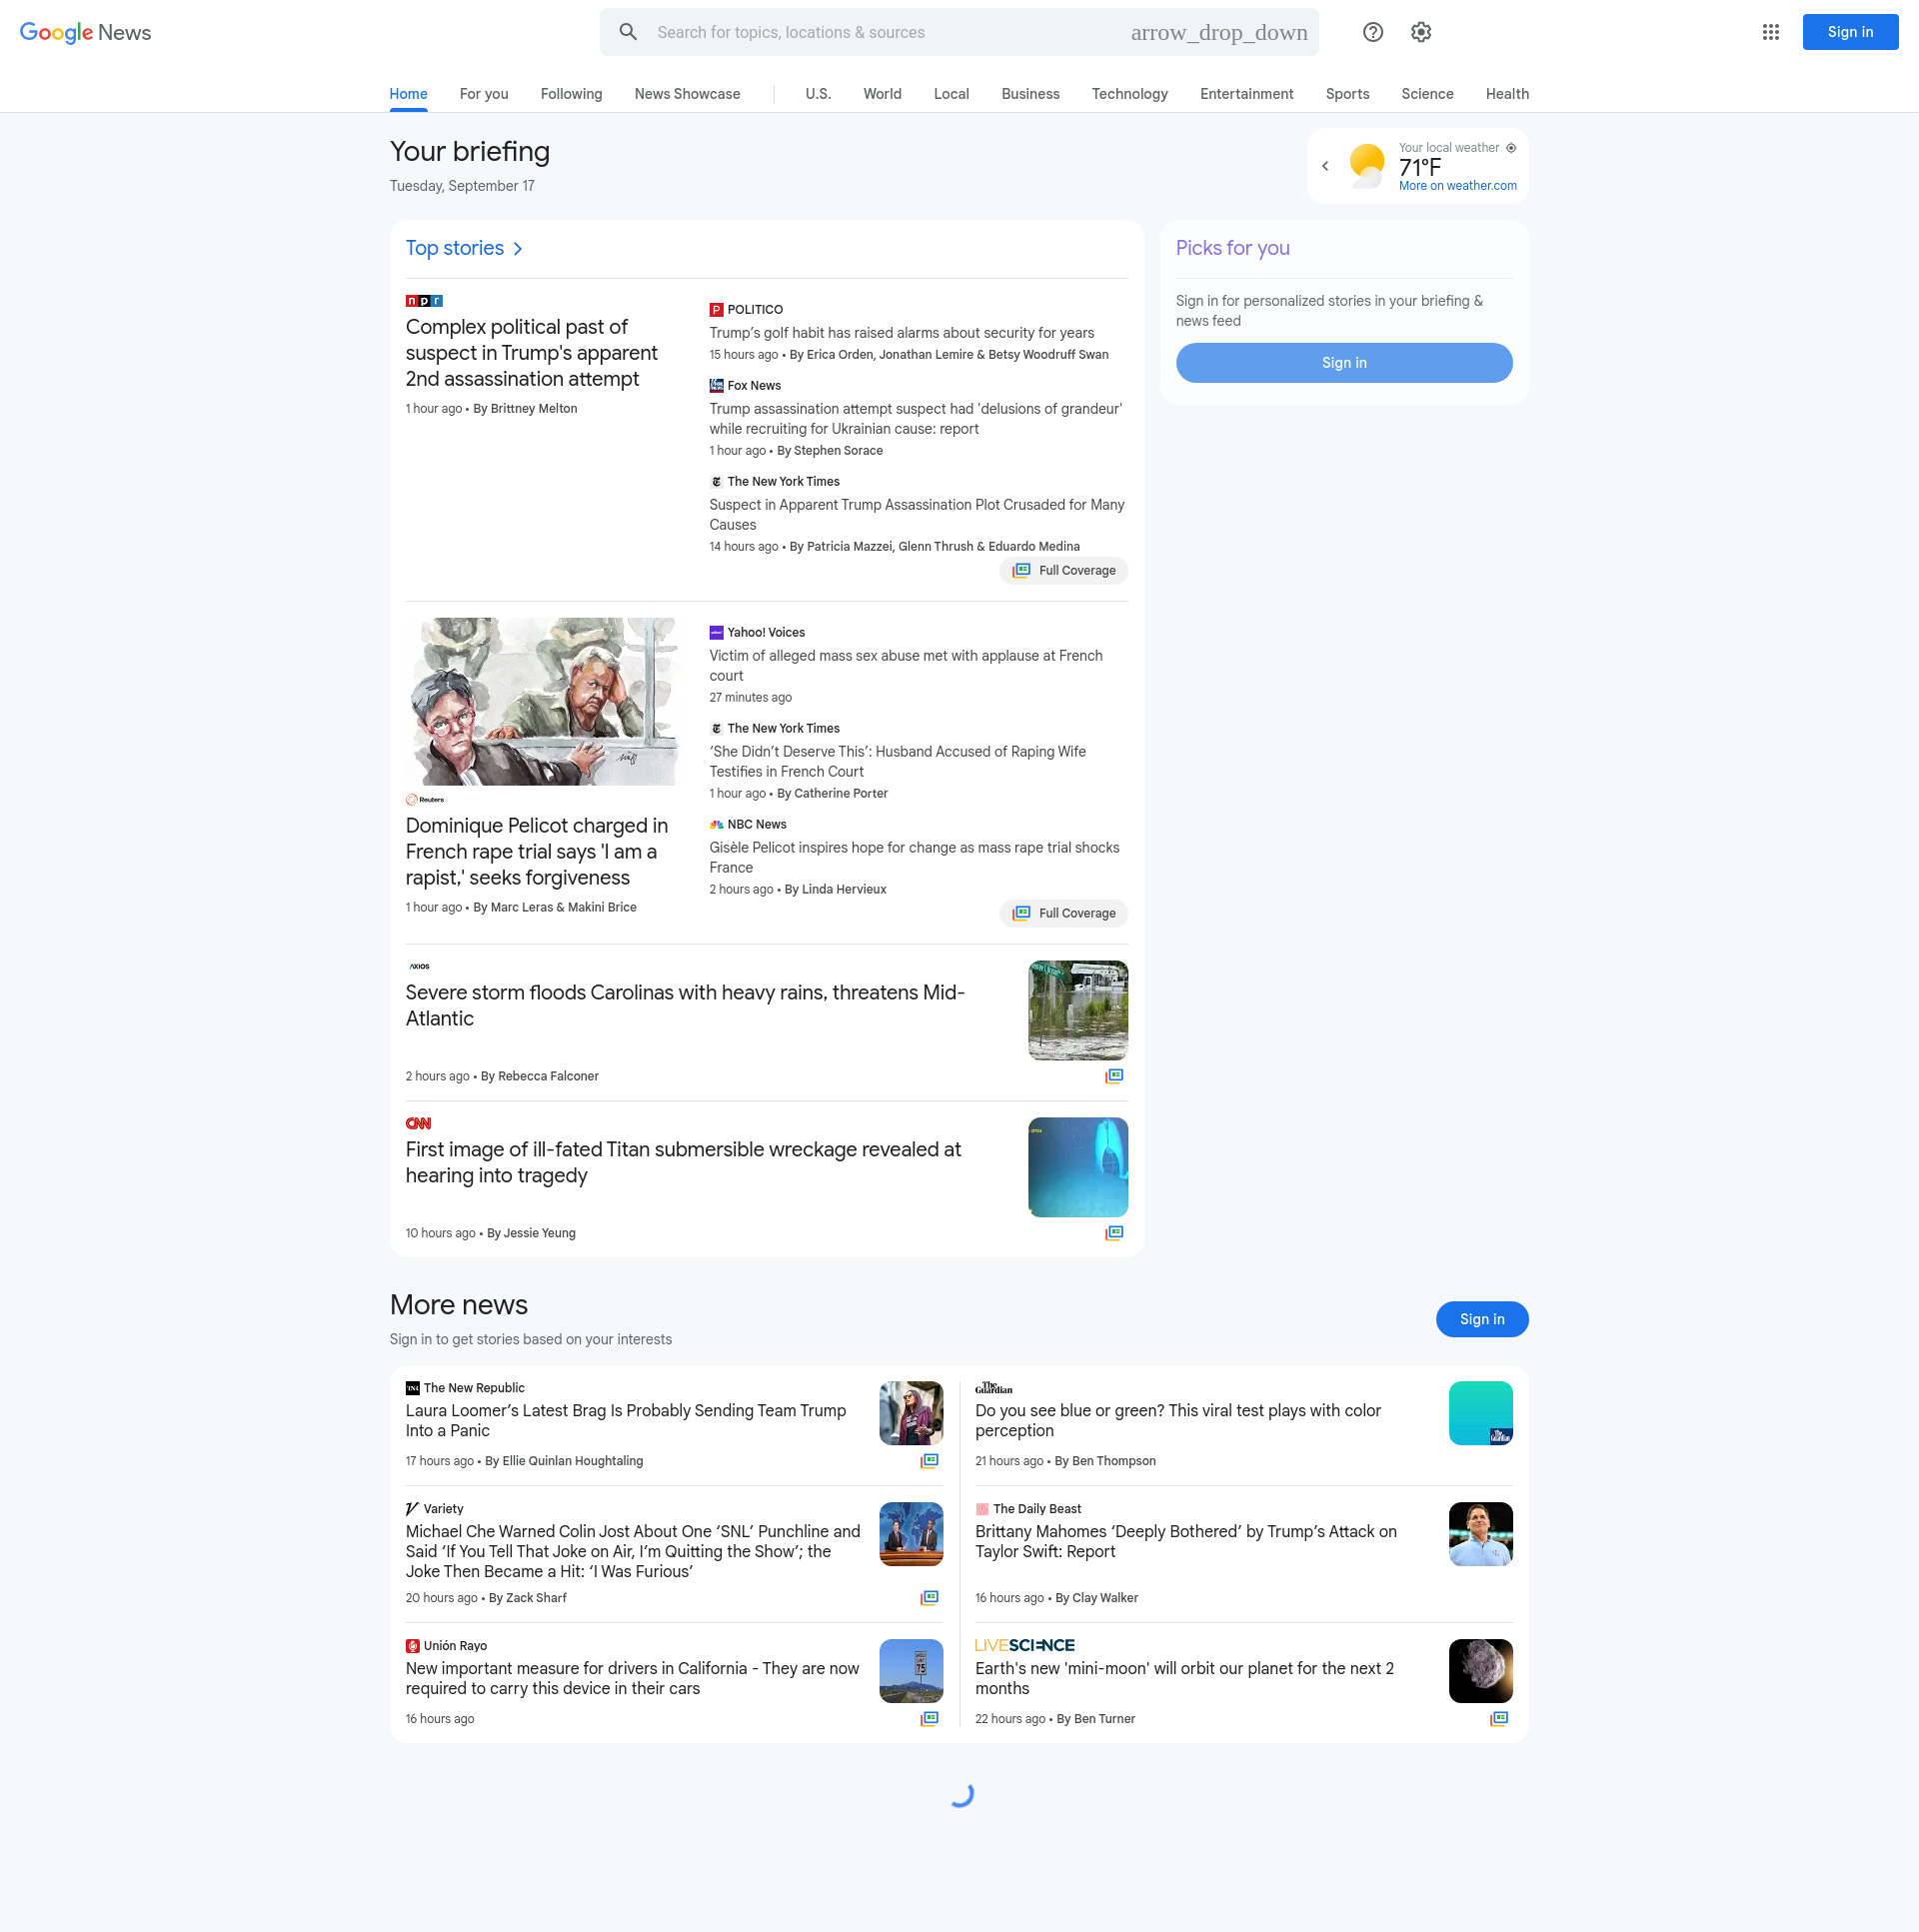 Google News
Search for topics, locations & sources
arrow_drop_down
Sign in
Home
For you
Following
News Showcase
U.S.
World
Local
Business
Technology
Entertainment
Sports
Science
Health
Your briefing
Tuesday, September 17
Your local weather
71°F
More on weather.com
Top stories
npr
Complex political past of
suspect in Trump's apparent
2nd assassination attempt
1 hour ago • By Brittney Melton
POLITICO
Trump’s golf habit has raised alarms about security for years
15 hours ago • By Erica Orden, Jonathan Lemire & Betsy Woodruff Swan
Fox News
Trump assassination attempt suspect had 'delusions of grandeur'
while recruiting for Ukrainian cause: report
1 hour ago • By Stephen Sorace
The New York Times
Suspect in Apparent Trump Assassination Plot Crusaded for Many
Causes
14 hours ago • By Patricia Mazzei, Glenn Thrush & Eduardo Medina
Full Coverage
Picks for you
Sign in for personalized stories in your briefing &
news feed
Sign in
Reuters
Dominique Pelicot charged in
French rape trial says 'I am a
rapist,' seeks forgiveness
1 hour ago • By Marc Leras & Makini Brice
Yahoo! Voices
Victim of alleged mass sex abuse met with applause at French
court
27 minutes ago
The New York Times
‘She Didn’t Deserve This’: Husband Accused of Raping Wife
Testifies in French Court
1 hour ago • By Catherine Porter
NBC News
Gisèle Pelicot inspires hope for change as mass rape trial shocks
France
2 hours ago • By Linda Hervieux
Full Coverage
AXIOS
Severe storm floods Carolinas with heavy rains, threatens Mid-
Atlantic
2 hours ago • By Rebecca Falconer
CNN
First image of ill-fated Titan submersible wreckage revealed at
hearing into tragedy
10 hours ago • By Jessie Yeung
More news
Sign in to get stories based on your interests
Sign in
The New Republic
Laura Loomer’s Latest Brag Is Probably Sending Team Trump
Into a Panic
17 hours ago • By Ellie Quinlan Houghtaling
The Guardian
Do you see blue or green? This viral test plays with color
perception
The Guardian
21 hours ago • By Ben Thompson
Variety
Michael Che Warned Colin Jost About One ‘SNL’ Punchline and
Said ‘If You Tell That Joke on Air, I’m Quitting the Show’; the
Joke Then Became a Hit: ‘I Was Furious’
20 hours ago • By Zack Sharf
The Daily Beast
Brittany Mahomes ‘Deeply Bothered’ by Trump’s Attack on
Taylor Swift: Report
16 hours ago • By Clay Walker
Unión Rayo
New important measure for drivers in California - They are now
required to carry this device in their cars
75
16 hours ago
LIVESCIENCE
Earth's new 'mini-moon' will orbit our planet for the next 2
months
22 hours ago • By Ben Turner